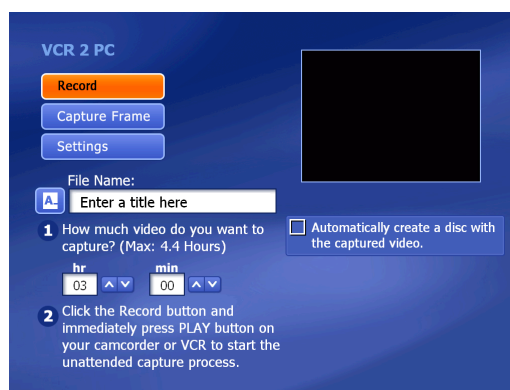 VCR 2 PC
Record
Capture Frame
Settings
File Name:
A..
Enter a title here
1 How much video do you want to
capture? (Max: 4.4 Hours)
hr min
03 00
2 Click the Record button and
immediately press PLAY button on
your camcorder or VCR to start the
unattended capture process.
Automatically create a disc with
the captured video.